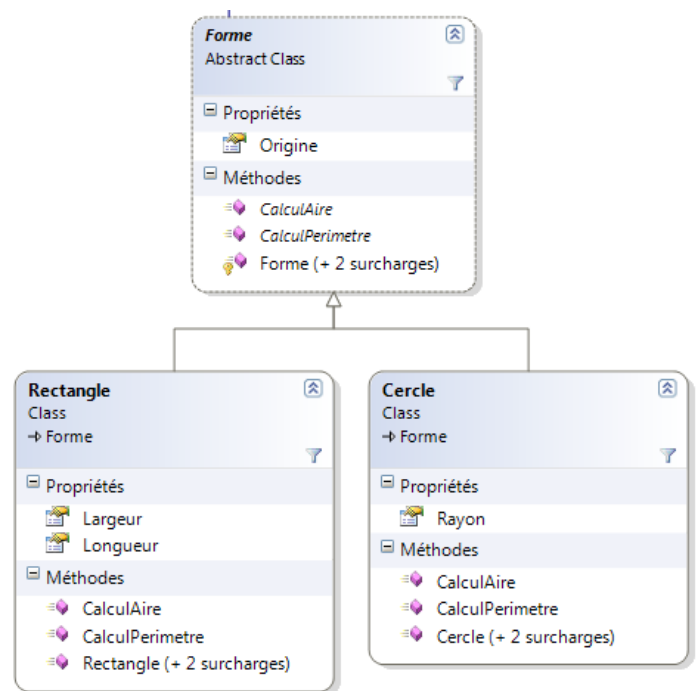 Forme
Abstract Class
Propriétés
Origine
Méthodes
CalculAire
CalculPerimetre
Forme (+ 2 surcharges)
Rectangle
Class
Forme
Propriétés
Largeur
Longueur
Méthodes
CalculAire
CalculPerimetre
Rectangle (+ 2 surcharges)
Cercle
Class
Forme
Propriétés
Rayon
Méthodes
CalculAire
CalculPerimetre
Cercle (+ 2 surcharges)